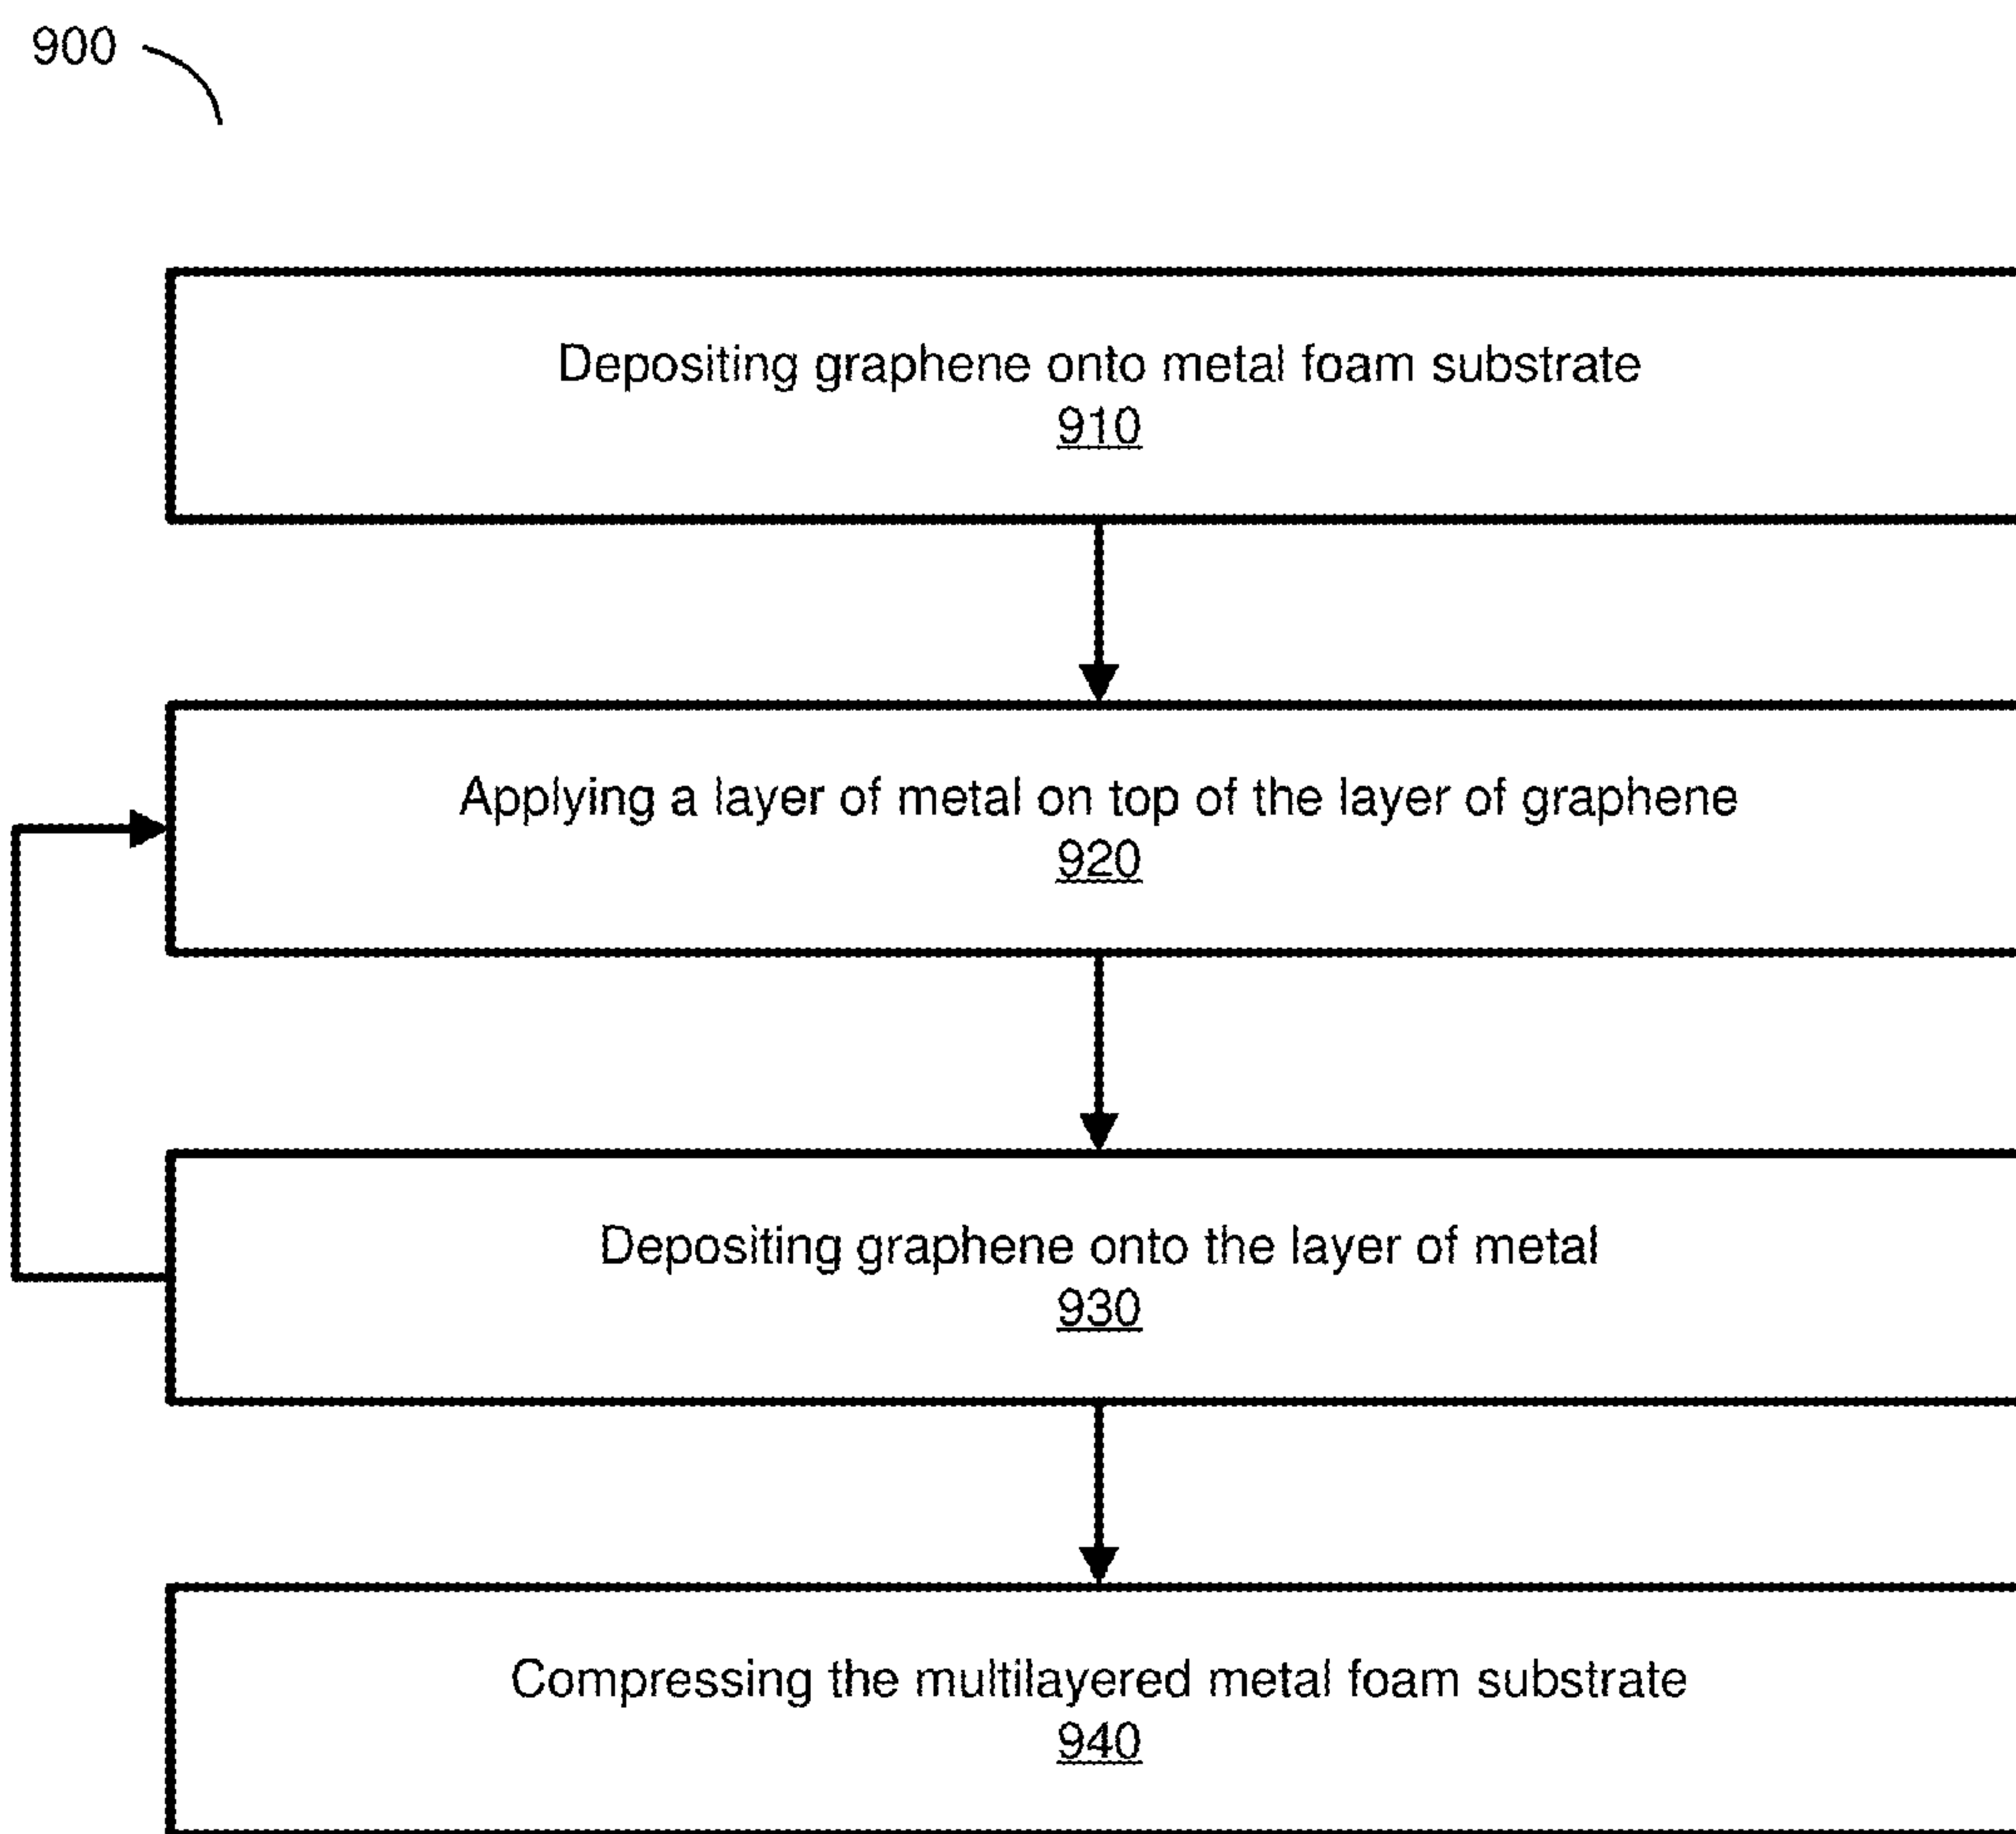 900
Depositing graphene onto metal foam substrate
910
Applying a layer of metal on top of the layer of graphene
920
Depositing graphene onto the layer of metal
930
Compressing the multilayered metal foam substrate
940